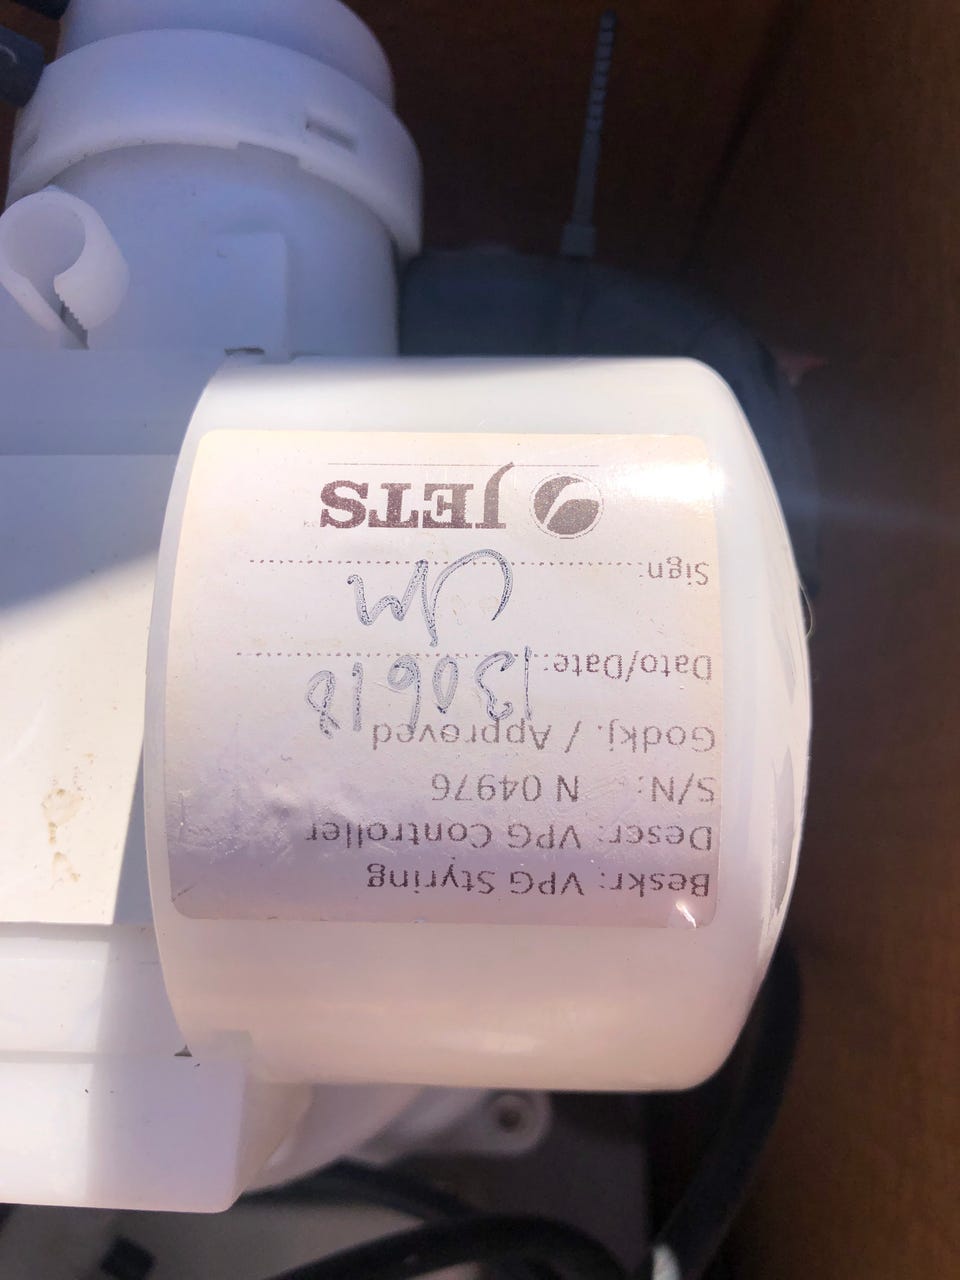 Beskr: VPG Styring
Descr: VPG Controller
S/N: N 04976
Godkj. / Approved
Dato/Date: 130618
Sign:
JETS